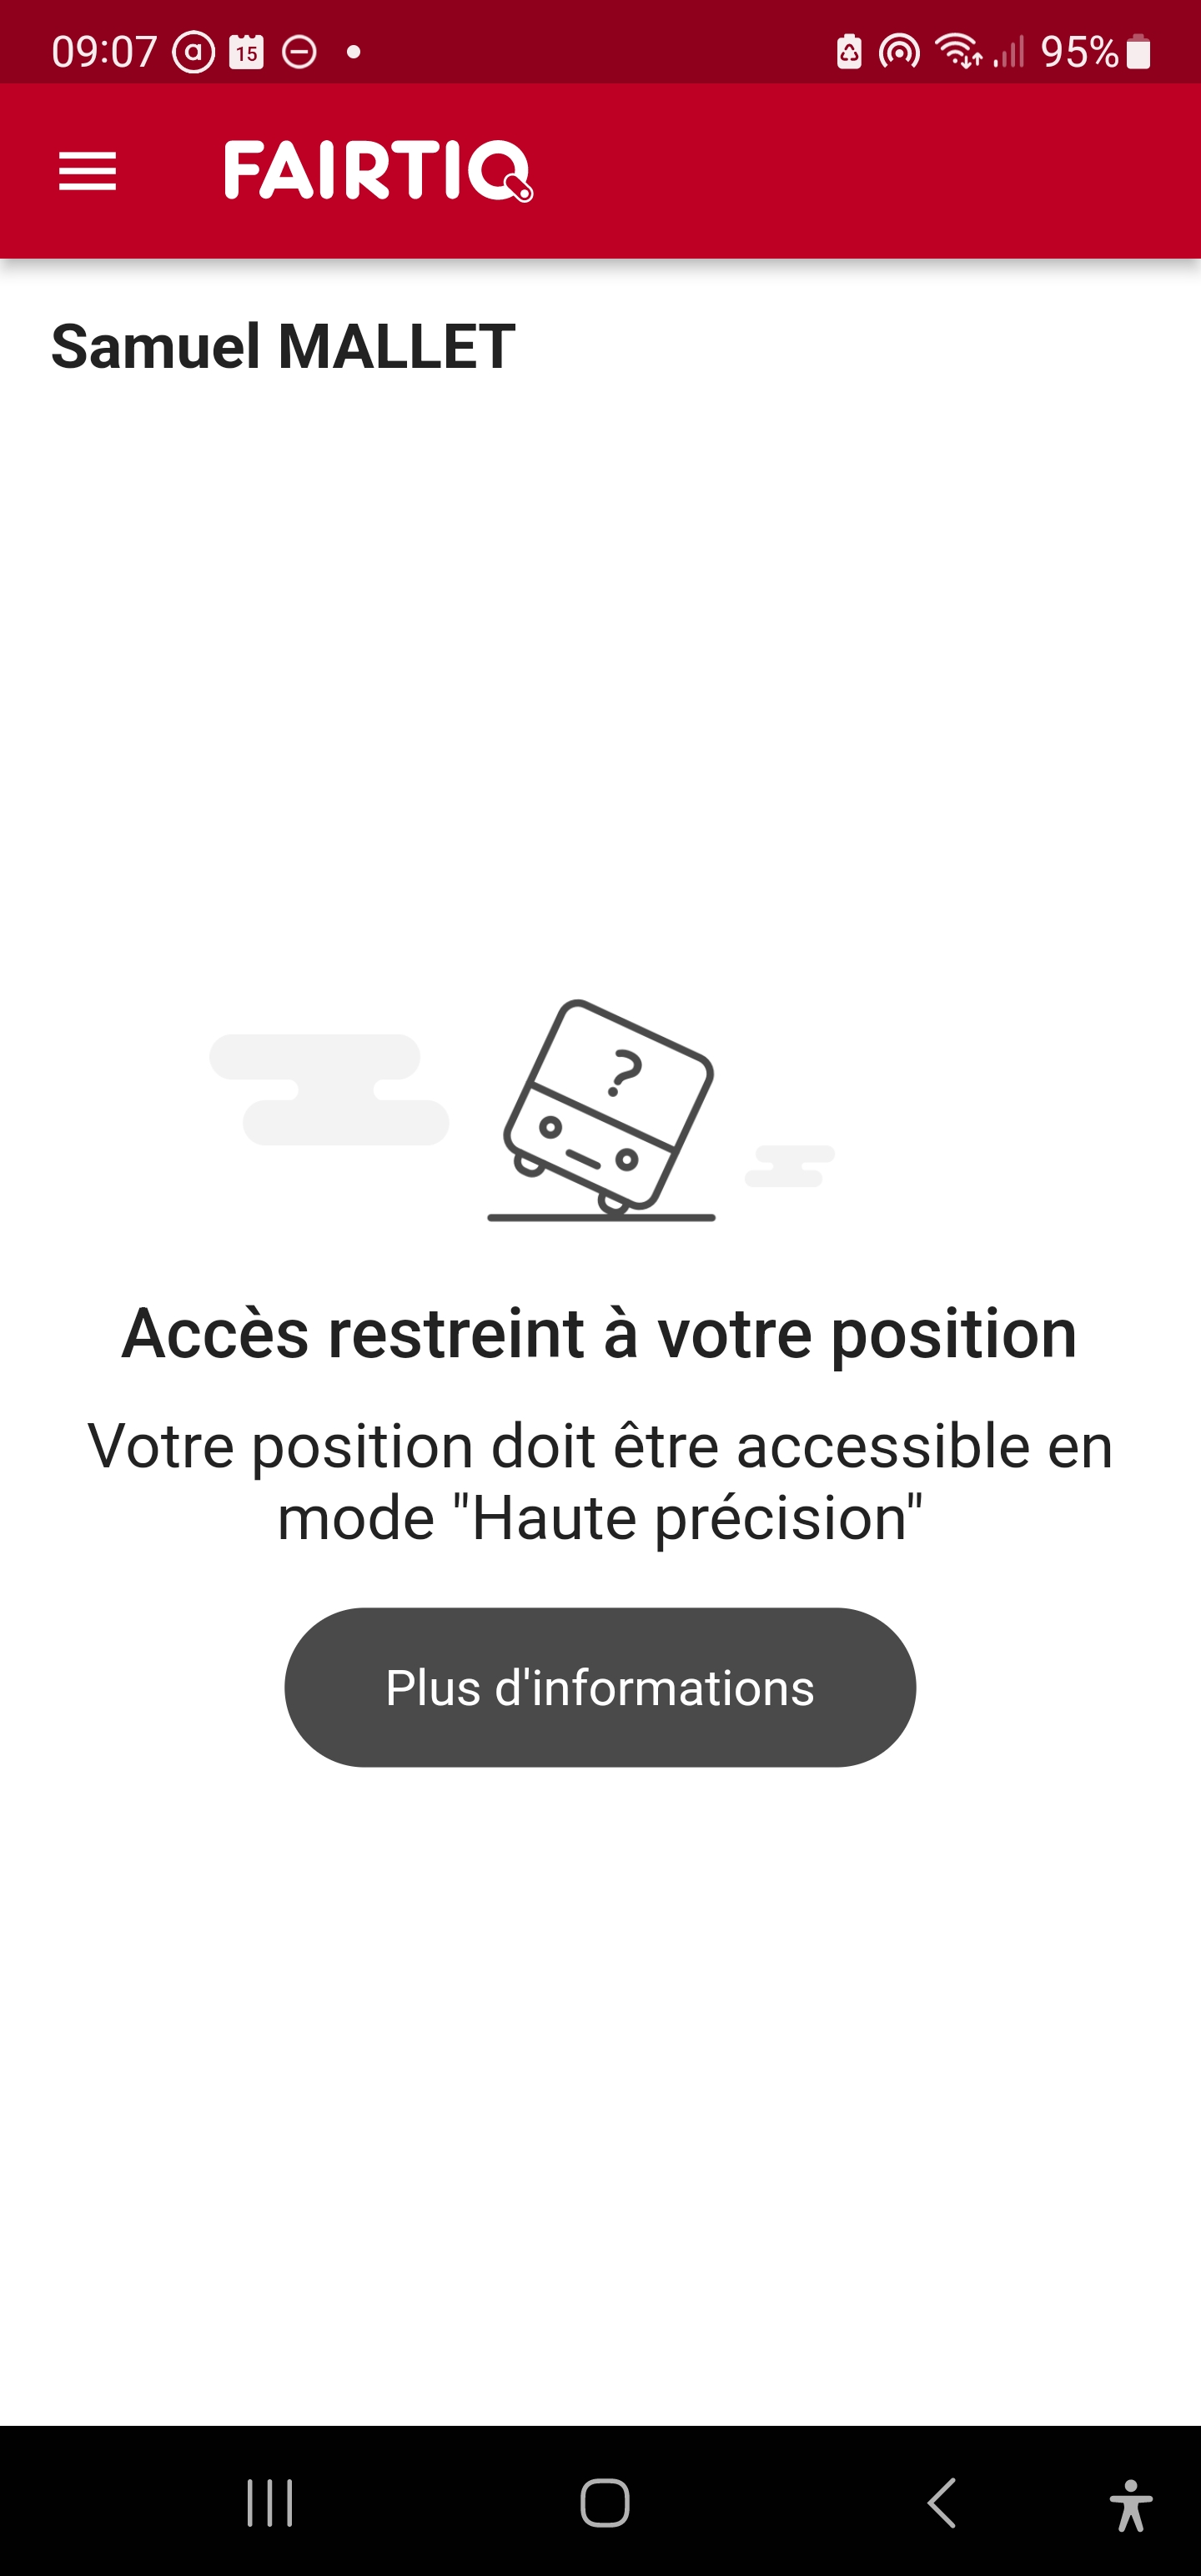 09:07 @ 15 95%
FAIRTIQ
Samuel MALLET
?
Accès restreint à votre position
Votre position doit être accessible en
mode "Haute précision"
Plus d'informations